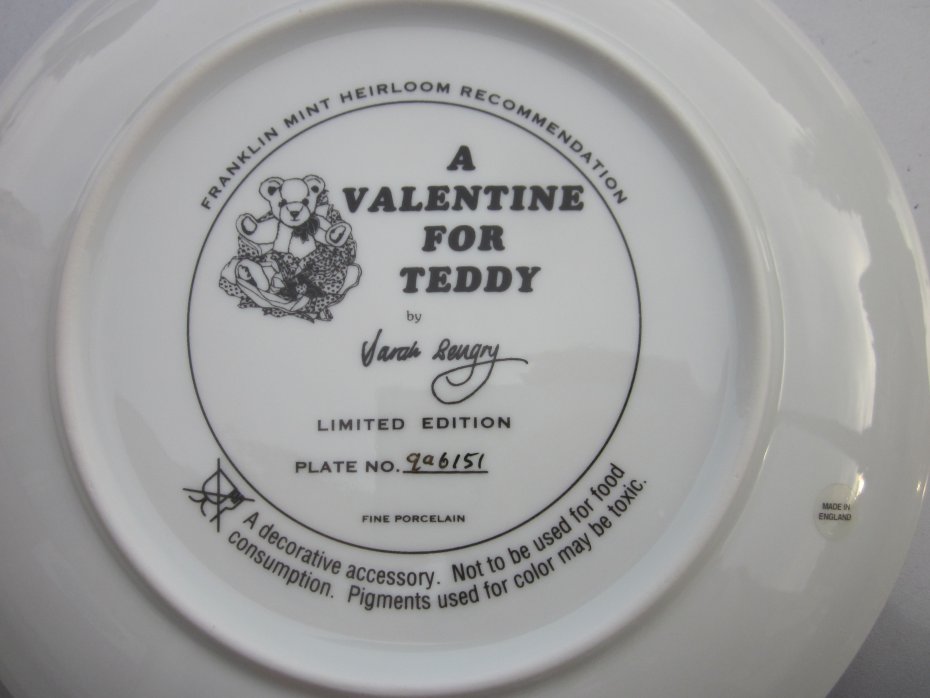 FRANKLIN MINT HEIRLOOM RECOMMENDATION
A
VALENTINE
FOR
TEDDY
by
Sarah Bengry
LIMITED EDITION
PLATE NO. 9a6151
FINE PORCELAIN
A decorative accessory. Not to be used for food
consumption. Pigments used for color may be toxic.
MADE IN
ENGLAND